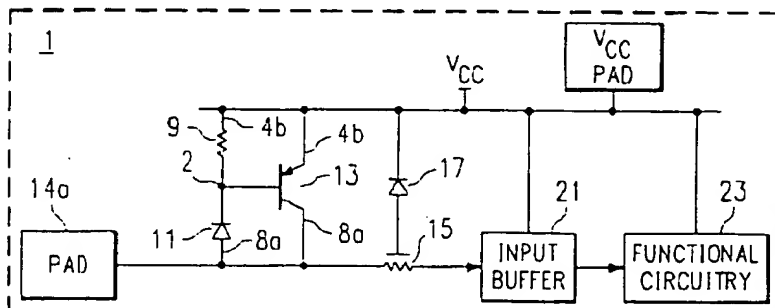 1
V_CC
PAD
V_CC
9
4b
4b
2
13
17
14a
11
8a
8a
15
21
23
PAD
INPUT
BUFFER
FUNCTIONAL
CIRCUITRY